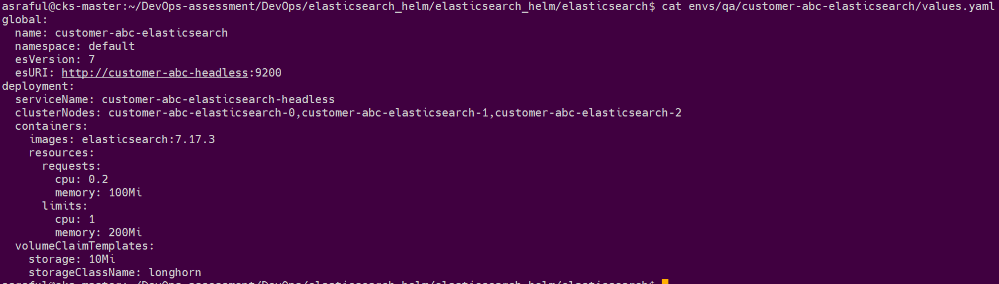 asraful@cks-master:~/DevOps-assessment/DevOps/elasticsearch_helm/elasticsearch_helm/elasticsearch$ cat envs/qa/customer-abc-elasticsearch/values.yaml
global:
  name: customer-abc-elasticsearch
  namespace: default
  esVersion: 7
  esURI: http://customer-abc-headless:9200
deployment:
  serviceName: customer-abc-elasticsearch-headless
  clusterNodes: customer-abc-elasticsearch-0,customer-abc-elasticsearch-1,customer-abc-elasticsearch-2
  containers:
    images: elasticsearch:7.17.3
    resources:
      requests:
        cpu: 0.2
        memory: 100Mi
      limits:
        cpu: 1
        memory: 200Mi
  volumeClaimTemplates:
    storage: 10Mi
    storageClassName: longhorn
asraful@cks-master:~/DevOps-assessment/DevOps/elasticsearch_helm/elasticsearch_helm/elasticsearch$